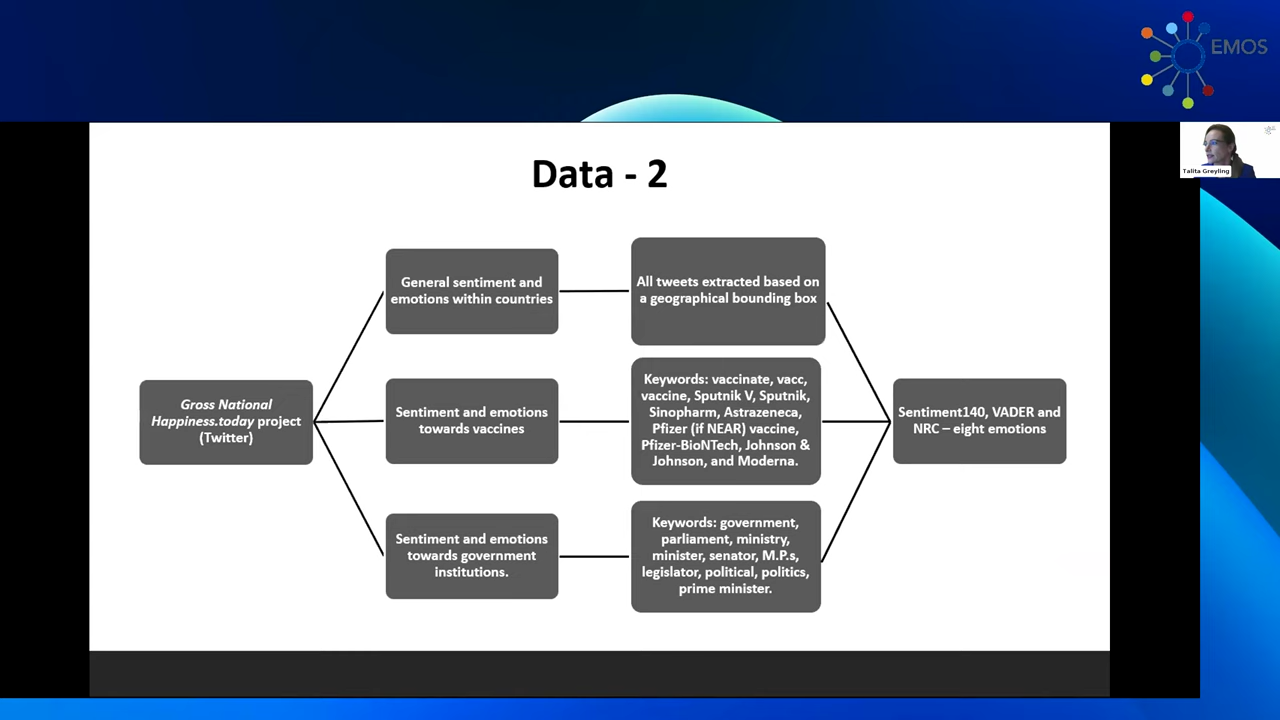 EMOS
Talita Greyling
Data - 2
Gross National
Happiness.today project
(Twitter)
General sentiment and
emotions within countries
All tweets extracted based on
a geographical bounding box
Sentiment and emotions
towards vaccines
Keywords: vaccinate, vacc,
vaccine, Sputnik V, Sputnik,
Sinopharm, Astrazeneca,
Pfizer (if NEAR) vaccine,
Pfizer-BioNTech, Johnson &
Johnson, and Moderna.
Sentiment and emotions
towards government
institutions.
Keywords: government,
parliament, ministry,
minister, senator, M.P.s,
legislator, political, politics,
prime minister.
Sentiment140, VADER and
NRC – eight emotions